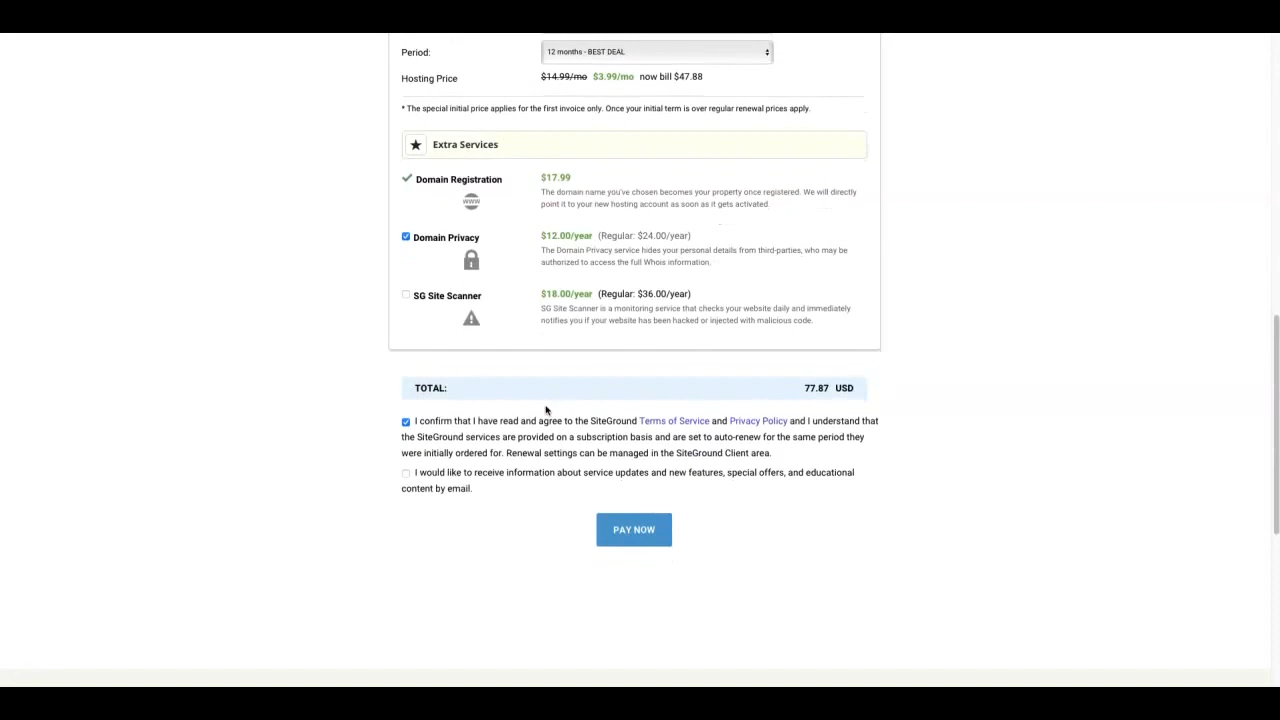 Period:
12 months - BEST DEAL
Hosting Price
$14.99/mo $3.99/mo now bill $47.88
* The special initial price applies for the first invoice only. Once your initial term is over regular renewal prices apply.
Extra Services
Domain Registration
www
$17.99
The domain name you've chosen becomes your property once registered. We will directly
point it to your new hosting account as soon as it gets activated.
Domain Privacy
$12.00/year (Regular: $24.00/year)
The Domain Privacy service hides your personal details from third-parties, who may be
authorized to access the full Whois information.
SG Site Scanner
$18.00/year (Regular: $36.00/year)
SG Site Scanner is a monitoring service that checks your website daily and immediately
notifies you if your website has been hacked or injected with malicious code.
TOTAL: 77.87 USD
I confirm that I have read and agree to the SiteGround Terms of Service and Privacy Policy and I understand that
the SiteGround services are provided on a subscription basis and are set to auto-renew for the same period they
were initially ordered for. Renewal settings can be managed in the SiteGround Client area.
I would like to receive information about service updates and new features, special offers, and educational
content by email.
PAY NOW